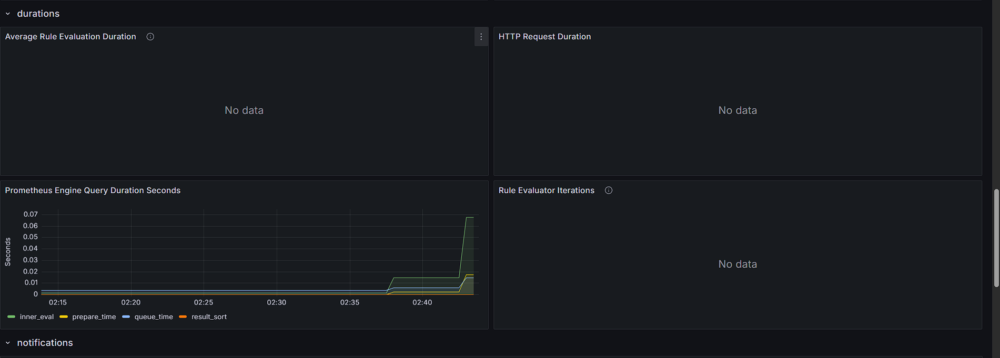 durations
Average Rule Evaluation Duration
HTTP Request Duration
No data
No data
Prometheus Engine Query Duration Seconds
Rule Evaluator Iterations
Seconds
0.07
0.06
0.05
0.04
0.03
0.02
0.01
0
02:15 02:20 02:25 02:30 02:35 02:40
inner_eval prepare_time queue_time result_sort
No data
notifications